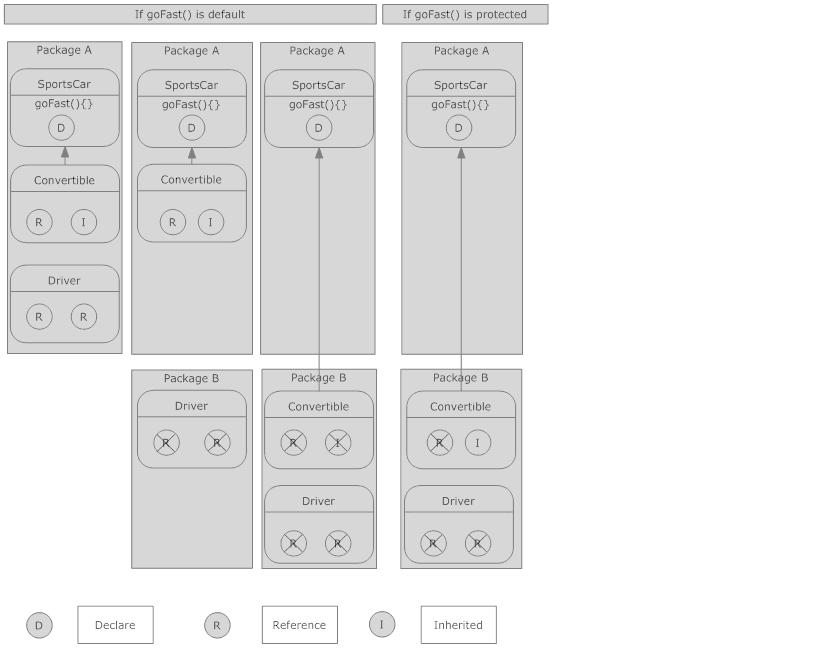 If goFast() is default
If goFast() is protected
Package A
SportsCar
goFast(){}
D
Convertible
R I
Driver
R R
Package A
SportsCar
goFast(){}
D
Convertible
R I
Package B
Driver
R R
Package A
SportsCar
goFast(){}
D
Package B
Convertible
R I
Driver
R R
Package A
SportsCar
goFast(){}
D
Package B
Convertible
R I
Driver
R R
D Declare
R Reference
I Inherited